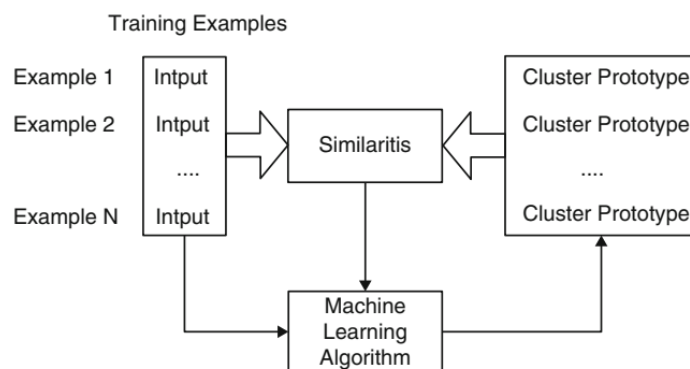 Training Examples
Example 1 Intput Cluster Prototype
Example 2 Intput Similaritis Cluster Prototype
.... ....
Example N Intput Cluster Prototype
Machine
Learning
Algorithm